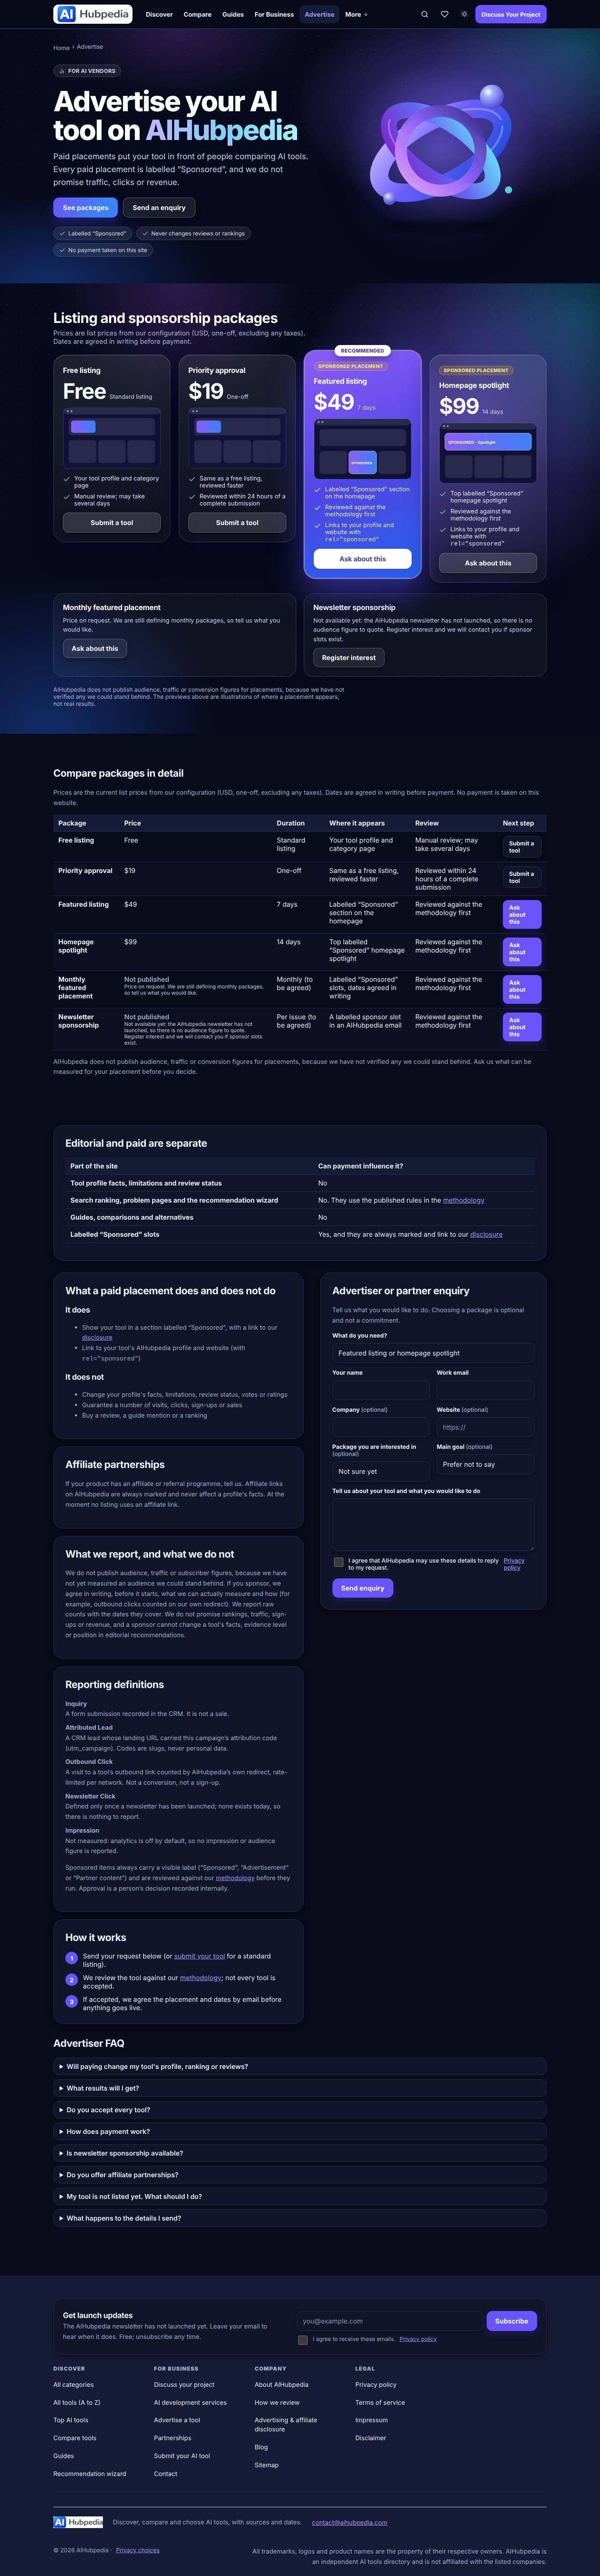 AI Hubpedia
Discover Compare Guides For Business Advertise More
Discuss Your Project
Home › Advertise
FOR AI VENDORS
Advertise your AI
tool on AIHubpedia
Paid placements put your tool in front of people comparing AI tools.
Every paid placement is labelled “Sponsored”, and we do not
promise traffic, clicks or revenue.
See packages Send an enquiry
Labelled “Sponsored” Never changes reviews or rankings
No payment taken on this site
Listing and sponsorship packages
Prices are list prices from our configuration (USD, one-off, excluding any taxes).
Dates are agreed in writing before payment.
Free listing
Free Standard listing
Your tool profile and category
page
Manual review; may take
several days
Submit a tool
Priority approval
$19 One-off
Same as a free listing,
reviewed faster
Reviewed within 24 hours of a
complete submission
Submit a tool
RECOMMENDED
SPONSORED PLACEMENT
Featured listing
$49 7 days
SPONSORED
Labelled “Sponsored” section
on the homepage
Reviewed against the
methodology first
Links to your profile and
website with
rel="sponsored"
Ask about this
SPONSORED PLACEMENT
Homepage spotlight
$99 14 days
SPONSORED · Spotlight
Top labelled “Sponsored”
homepage spotlight
Reviewed against the
methodology first
Links to your profile and
website with
rel="sponsored"
Ask about this
Monthly featured placement
Price on request. We are still defining monthly packages, so tell us what you
would like.
Ask about this
Newsletter sponsorship
Not available yet: the AIHubpedia newsletter has not launched, so there is no
audience figure to quote. Register interest and we will contact you if sponsor
slots exist.
Register interest
AIHubpedia does not publish audience, traffic or conversion figures for placements, because we have not
verified any we could stand behind. The previews above are illustrations of where a placement appears,
not real results.
Compare packages in detail
Prices are the current list prices from our configuration (USD, one-off, excluding any taxes). Dates are agreed in writing before payment. No payment is taken on this
website.
Package Price Duration Where it appears Review Next step
Free listing Free Standard listing Your tool profile and category page Manual review; may take several days Submit a tool
Priority approval $19 One-off Same as a free listing, reviewed faster Reviewed within 24 hours of a complete submission Submit a tool
Featured listing $49 7 days Labelled “Sponsored” section on the homepage Reviewed against the methodology first Ask about this
Homepage spotlight $99 14 days Top labelled “Sponsored” homepage spotlight Reviewed against the methodology first Ask about this
Monthly featured placement Not published Price on request. We are still defining monthly packages, so tell us what you would like. Monthly (to be agreed) Labelled “Sponsored” slots, dates agreed in writing Reviewed against the methodology first Ask about this
Newsletter sponsorship Not published Not available yet: the AIHubpedia newsletter has not launched, so there is no audience figure to quote. Register interest and we will contact you if sponsor slots exist. Per issue (to be agreed) A labelled sponsor slot in an AIHubpedia email Reviewed against the methodology first Ask about this
AIHubpedia does not publish audience, traffic or conversion figures for placements, because we have not verified any we could stand behind. Ask us what can be
measured for your placement before you decide.
Editorial and paid are separate
Part of the site Can payment influence it?
Tool profile facts, limitations and review status No
Search ranking, problem pages and the recommendation wizard No. They use the published rules in the methodology
Guides, comparisons and alternatives No
Labelled “Sponsored” slots Yes, and they are always marked and link to our disclosure
What a paid placement does and does not do
It does
Show your tool in a section labelled “Sponsored”, with a link to our
disclosure
Link to your tool's AIHubpedia profile and website (with
rel="sponsored")
It does not
Change your profile's facts, limitations, review status, votes or ratings
Guarantee a number of visits, clicks, sign-ups or sales
Buy a review, a guide mention or a ranking
Affiliate partnerships
If your product has an affiliate or referral programme, tell us. Affiliate links
on AIHubpedia are always marked and never affect a profile's facts. At the
moment no listing uses an affiliate link.
What we report, and what we do not
We do not publish audience, traffic or subscriber figures, because we have
not yet measured an audience we could stand behind. If you sponsor, we
agree in writing, before it starts, what we can actually measure and how (for
example, outbound clicks counted on our own redirect). We report raw
counts with the dates they cover. We do not promise rankings, traffic, sign-
ups or revenue, and a sponsor cannot change a tool's facts, evidence level
or position in editorial recommendations.
Reporting definitions
Inquiry
A form submission recorded in the CRM. It is not a sale.
Attributed Lead
A CRM lead whose landing URL carried this campaign’s attribution code
(utm_campaign). Codes are slugs, never personal data.
Outbound Click
A visit to a tool’s outbound link counted by AIHubpedia’s own redirect, rate-
limited per network. Not a conversion, not a sign-up.
Newsletter Click
Defined only once a newsletter has been launched; none exists today, so
there is nothing to report.
Impression
Not measured: analytics is off by default, so no impression or audience
figure is reported.
Sponsored items always carry a visible label (“Sponsored”, “Advertisement”
or “Partner content”) and are reviewed against our methodology before they
run. Approval is a person’s decision recorded internally.
How it works
1 Send your request below (or submit your tool for a standard
listing).
2 We review the tool against our methodology; not every tool is
accepted.
3 If accepted, we agree the placement and dates by email before
anything goes live.
Advertiser or partner enquiry
Tell us what you would like to do. Choosing a package is optional
and not a commitment.
What do you need?
Featured listing or homepage spotlight
Your name Work email
Company (optional) Website (optional)
https://
Package you are interested in
(optional)
Main goal (optional)
Not sure yet
Prefer not to say
Tell us about your tool and what you would like to do
I agree that AIHubpedia may use these details to reply
to my request.
Privacy
policy
Send enquiry
Advertiser FAQ
Will paying change my tool's profile, ranking or reviews?
What results will I get?
Do you accept every tool?
How does payment work?
Is newsletter sponsorship available?
Do you offer affiliate partnerships?
My tool is not listed yet. What should I do?
What happens to the details I send?
Get launch updates
The AIHubpedia newsletter has not launched yet. Leave your email to
hear when it does. Free; unsubscribe any time.
you@example.com Subscribe
I agree to receive these emails. Privacy policy
DISCOVER
All categories
All tools (A to Z)
Top AI tools
Compare tools
Guides
Recommendation wizard
FOR BUSINESS
Discuss your project
AI development services
Advertise a tool
Partnerships
Submit your AI tool
Contact
COMPANY
About AIHubpedia
How we review
Advertising & affiliate
disclosure
Blog
Sitemap
LEGAL
Privacy policy
Terms of service
Impressum
Disclaimer
AI Hubpedia
Discover, compare and choose AI tools, with sources and dates. contact@aihubpedia.com
© 2026 AIHubpedia · Privacy choices
All trademarks, logos and product names are the property of their respective owners. AIHubpedia is
an independent AI tools directory and is not affiliated with the listed companies.